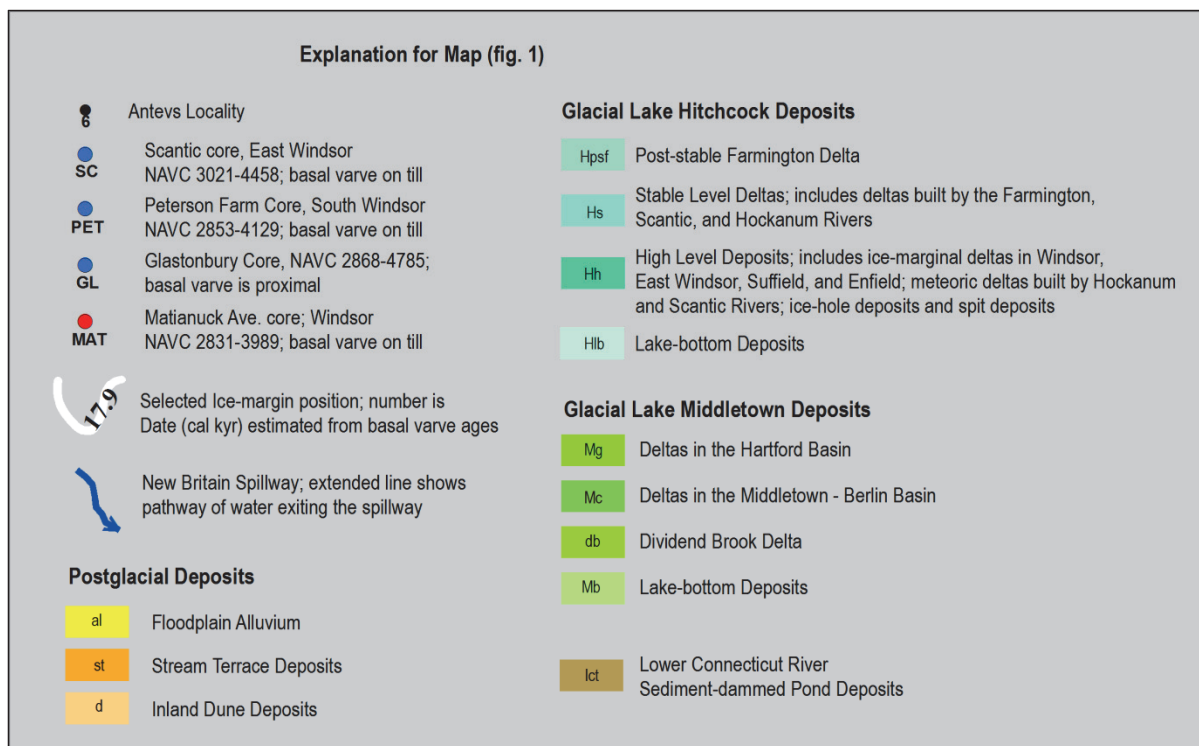 Explanation for Map (fig. 1)
6
Antevs Locality
SC
Scantic core, East Windsor
NAVC 3021-4458; basal varve on till
PET
Peterson Farm Core, South Windsor
NAVC 2853-4129; basal varve on till
GL
Glastonbury Core, NAVC 2868-4785;
basal varve is proximal
MAT
Matianuck Ave. core; Windsor
NAVC 2831-3989; basal varve on till
17.9
Selected Ice-margin position; number is
Date (cal kyr) estimated from basal varve ages
New Britain Spillway; extended line shows
pathway of water exiting the spillway
Postglacial Deposits
al
Floodplain Alluvium
st
Stream Terrace Deposits
d
Inland Dune Deposits
Glacial Lake Hitchcock Deposits
Hpsf
Post-stable Farmington Delta
Hs
Stable Level Deltas; includes deltas built by the Farmington,
Scantic, and Hockanum Rivers
Hh
High Level Deposits; includes ice-marginal deltas in Windsor,
East Windsor, Suffield, and Enfield; meteoric deltas built by Hockanum
and Scantic Rivers; ice-hole deposits and spit deposits
Hlb
Lake-bottom Deposits
Glacial Lake Middletown Deposits
Mg
Deltas in the Hartford Basin
Mc
Deltas in the Middletown - Berlin Basin
db
Dividend Brook Delta
Mb
Lake-bottom Deposits
lct
Lower Connecticut River
Sediment-dammed Pond Deposits